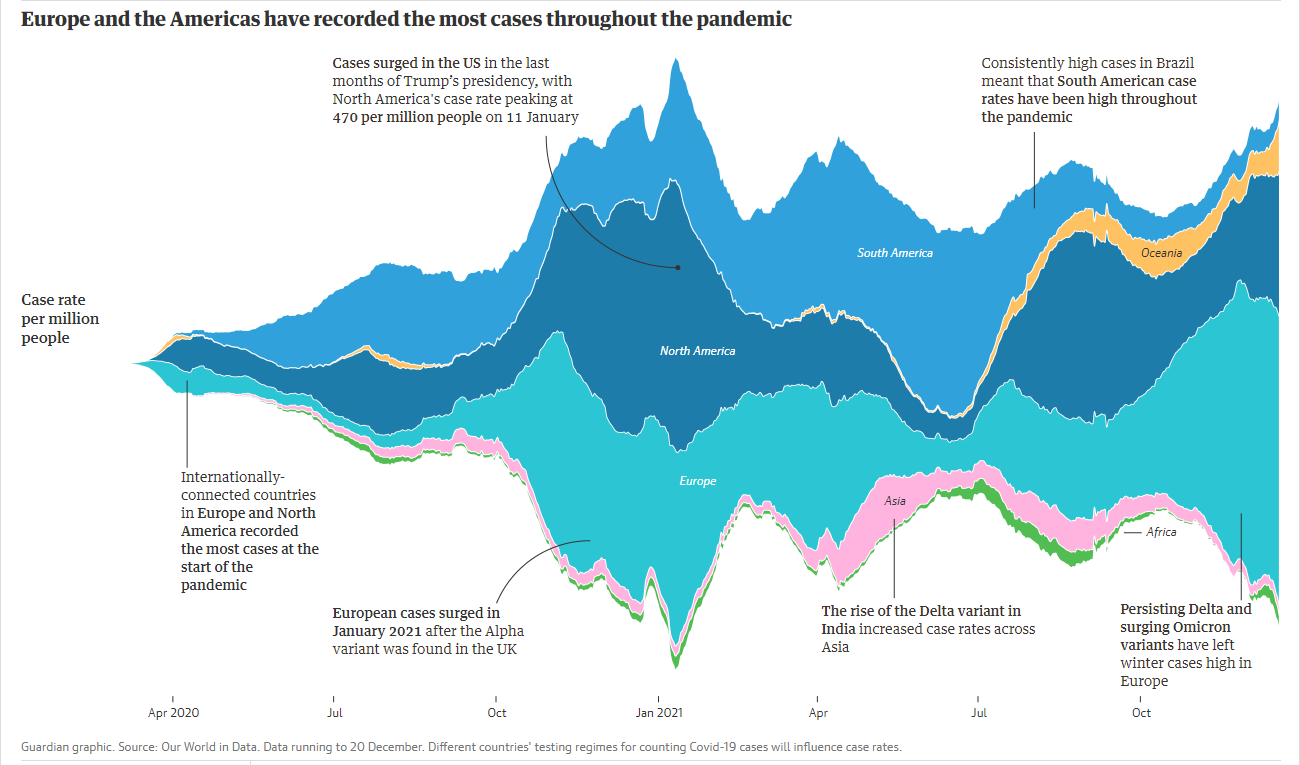 Europe and the Americas have recorded the most cases throughout the pandemic
Cases surged in the US in the last
months of Trump's presidency, with
North America's case rate peaking at
470 per million people on 11 January
Consistently high cases in Brazil
meant that South American case
rates have been high throughout
the pandemic
South America
Oceania
Case rate
per million
people
North America
Europe
Asia
Africa
Internationally-
connected countries
in Europe and North
America recorded
the most cases at the
start of the
pandemic
European cases surged in
January 2021 after the Alpha
variant was found in the UK
The rise of the Delta variant in
India increased case rates across
Asia
Persisting Delta and
surging Omicron
variants have left
winter cases high in
Europe
Apr 2020
Jul
Oct
Jan 2021
Apr
Jul
Oct
Guardian graphic. Source: Our World in Data. Data running to 20 December. Different countries' testing regimes for counting Covid-19 cases will influence case rates.